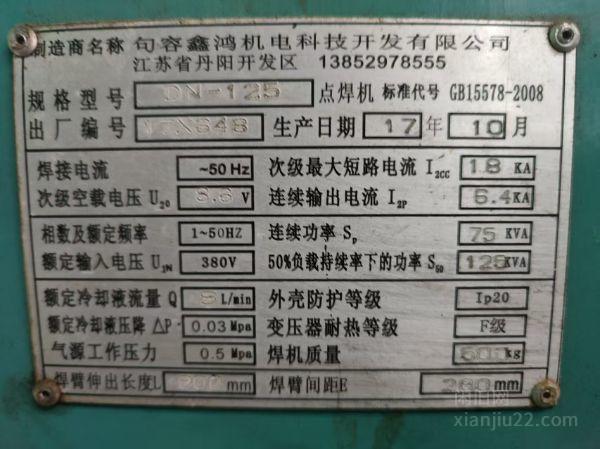 制造商名称 句容鑫鸿机电科技开发有限公司
江苏省丹阳开发区 13852978555
规格型号 DN-125 点焊机 标准代号 GB15578-2008
出厂编号 生产日期 17 年 10 月
焊接电流 ~50Hz 次级最大短路电流 I2CC 18 KA
次级空载电压 U20 V 连续输出电流 I2P 6.4 KA
相数及额定频率 1~50HZ 连续功率 SP 75 KVA
额定输入电压 U1N 380V 50%负载持续率下的功率 S50 125 KVA
额定冷却液流量 Q L/min 外壳防护等级 Ip20
额定冷却液压降 △P 0.03 Mpa 变压器耐热等级 F级
气源工作压力 0.5 Mpa 焊机质量 kg
焊臂伸出长度L mm 焊臂间距E mm
xianjiu22.com